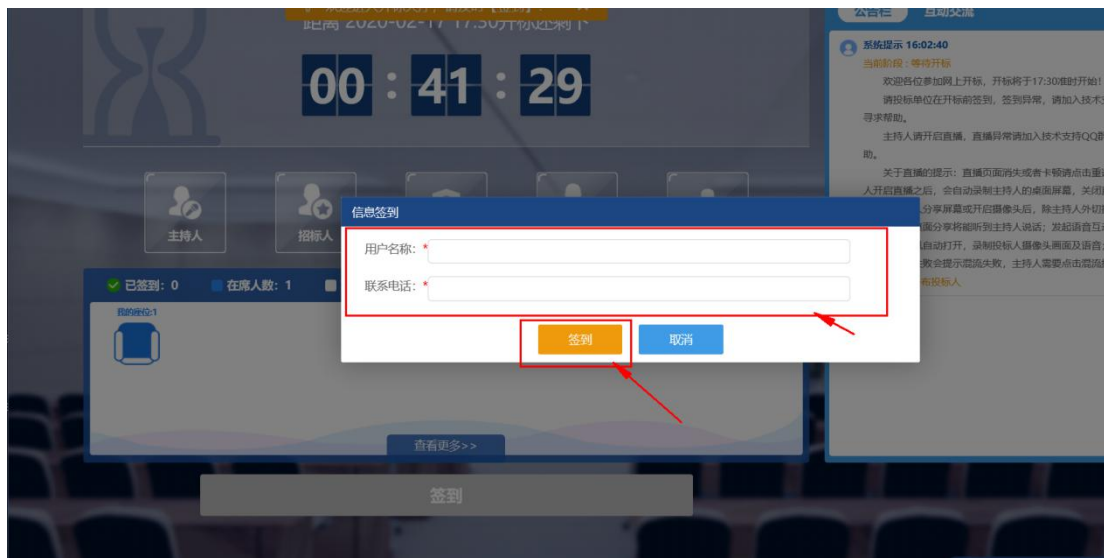 距离 2020-02-17 17:30开标还剩下
00 : 41 : 29
主持人
招标人
已签到: 0
在席人数: 1
我的座位:1
查看更多>>
签到
信息签到
用户名称: *
联系电话: *
签到
取消
公告栏
互动交流
系统提示 16:02:40
当前阶段 : 等待开标
欢迎各位参加网上开标，开标将于17:30准时开始!
请投标单位在开标前签到，签到异常，请加入技术支
寻求帮助。
主持人请开启直播，直播异常请加入技术支持QQ群
助。
关于直播的提示：直播页面消失或者卡顿请点击重
人开启直播之后，会自动录制主持人的桌面屏幕，关闭
分享屏幕或开启摄像头后，除主持人外切
面分享将能听到主持人说话；发起语音互
自动打开，录制投标人摄像头画面及语音
败会提示混流失败，主持人需要点击混流
布投标人